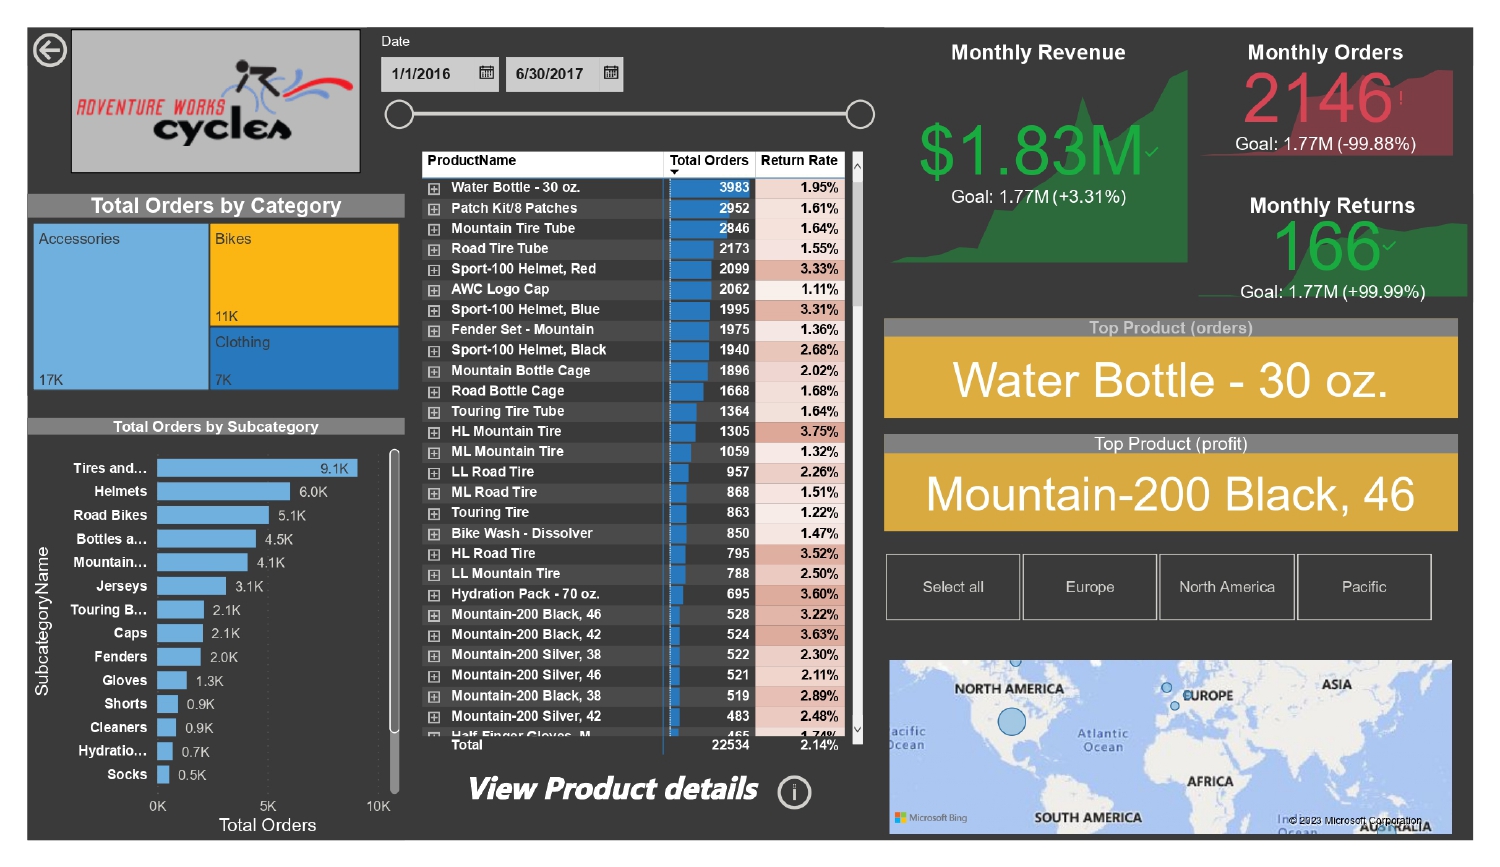 ADVENTURE WORKS
cycles
Date
1/1/2016
6/30/2017
Total Orders by Category
Accessories
17K
Bikes
11K
Clothing
7K
Total Orders by Subcategory
SubcategoryName
Tires and... 9.1K
Helmets 6.0K
Road Bikes 5.1K
Bottles a... 4.5K
Mountain... 4.1K
Jerseys 3.1K
Touring B... 2.1K
Caps 2.1K
Fenders 2.0K
Gloves 1.3K
Shorts 0.9K
Cleaners 0.9K
Hydratio... 0.7K
Socks 0.5K
0K 5K 10K
Total Orders
ProductName Total Orders Return Rate
Water Bottle - 30 oz. 3983 1.95%
Patch Kit/8 Patches 2952 1.61%
Mountain Tire Tube 2846 1.64%
Road Tire Tube 2173 1.55%
Sport-100 Helmet, Red 2099 3.33%
AWC Logo Cap 2062 1.11%
Sport-100 Helmet, Blue 1995 3.31%
Fender Set - Mountain 1975 1.36%
Sport-100 Helmet, Black 1940 2.68%
Mountain Bottle Cage 1896 2.02%
Road Bottle Cage 1668 1.68%
Touring Tire Tube 1364 1.64%
HL Mountain Tire 1305 3.75%
ML Mountain Tire 1059 1.32%
LL Road Tire 957 2.26%
ML Road Tire 868 1.51%
Touring Tire 863 1.22%
Bike Wash - Dissolver 850 1.47%
HL Road Tire 795 3.52%
LL Mountain Tire 788 2.50%
Hydration Pack - 70 oz. 695 3.60%
Mountain-200 Black, 46 528 3.22%
Mountain-200 Black, 42 524 3.63%
Mountain-200 Silver, 38 522 2.30%
Mountain-200 Silver, 46 521 2.11%
Mountain-200 Black, 38 519 2.89%
Mountain-200 Silver, 42 483 2.48%
Half-Finger Gloves, M 465 1.74%
Total 22534 2.14%
View Product details
Monthly Revenue
$1.83M
Goal: 1.77M (+3.31%)
Monthly Orders
2146!
Goal: 1.77M (-99.88%)
Monthly Returns
166
Goal: 1.77M (+99.99%)
Top Product (orders)
Water Bottle - 30 oz.
Top Product (profit)
Mountain-200 Black, 46
Select all
Europe
North America
Pacific
NORTH AMERICA
EUROPE
ASIA
acific
Ocean
Atlantic
Ocean
AFRICA
SOUTH AMERICA
AUSTRALIA
Microsoft Bing
© 2023 Microsoft Corporation